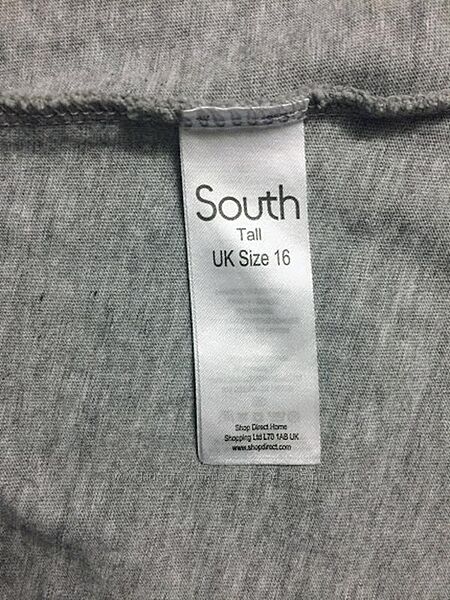 South
Tall
UK Size 16
Shop Direct Home
Shopping Ltd L70 1AB UK
www.shopdirect.com